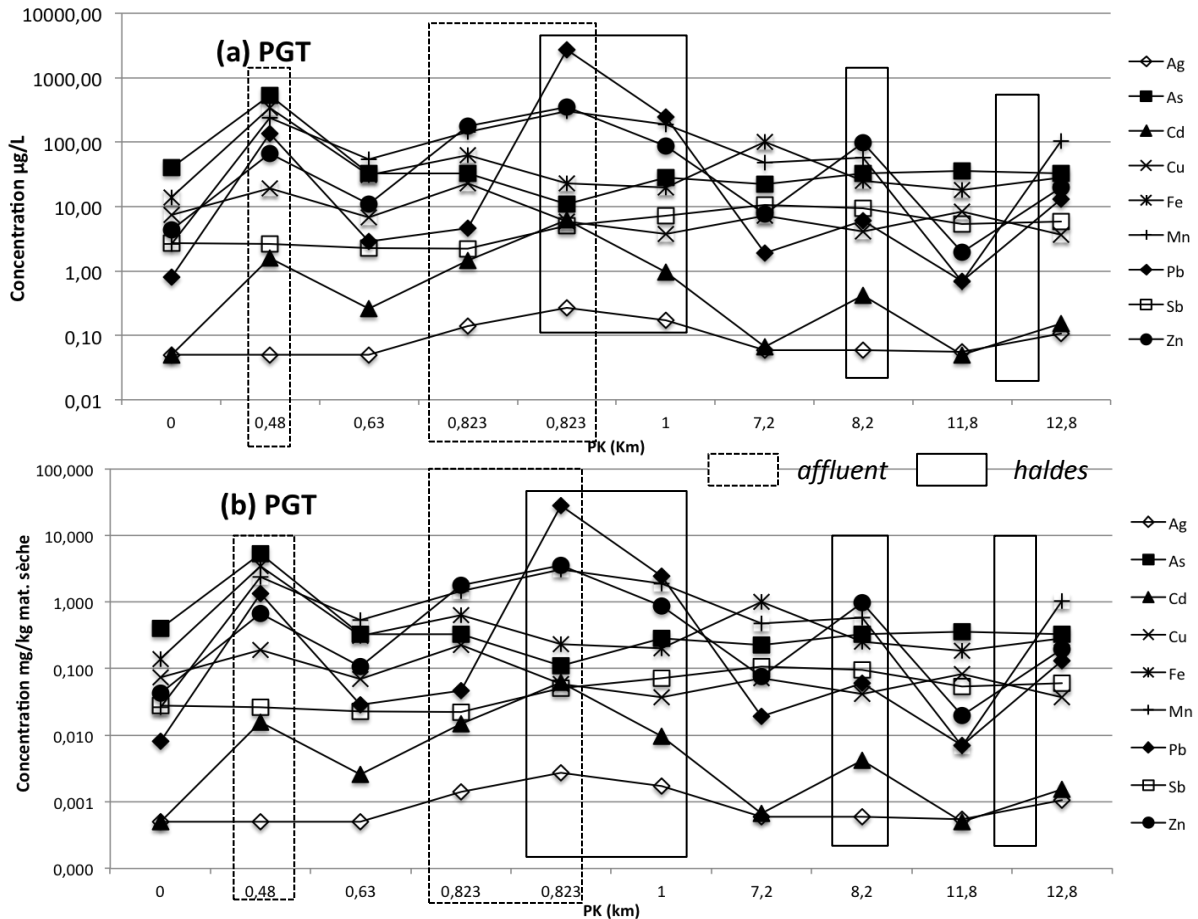 10000,00
(a) PGT
1000,00
100,00
10,00
1,00
0,10
0,01
Concentration µg/L
0 0,48 0,63 0,823 0,823 1 7,2 8,2 11,8 12,8
PK (Km)
Ag
As
Cd
Cu
Fe
Mn
Pb
Sb
Zn
affluent haldes
100,000
(b) PGT
10,000
1,000
0,100
0,010
0,001
0,000
Concentration mg/kg mat. sèche
0 0,48 0,63 0,823 0,823 1 7,2 8,2 11,8 12,8
PK (km)
Ag
As
Cd
Cu
Fe
Mn
Pb
Sb
Zn